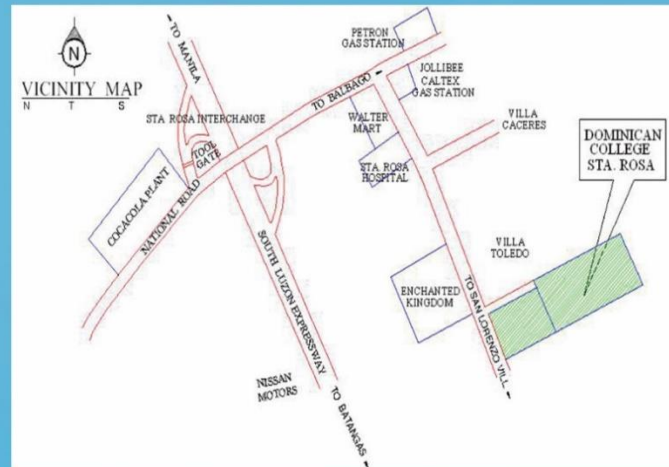 N
VICINITY MAP
N T S
TO MANILA
STA. ROSA INTERCHANGE
TOOL
GATE
COCACOLA PLANT
NATIONAL ROAD
TO BALBAGO
PETRON
GAS STATION
JOLLIBEE
CALTEX
GAS STATION
WALTER
MART
STA. ROSA
HOSPITAL
VILLA
CACERES
DOMINICAN
COLLEGE
STA. ROSA
VILLA
TOLEDO
ENCHANTED
KINGDOM
TO SAN LORENZO VILL.
SOUTH LUZON EXPRESSWAY
NISSAN
MOTORS
TO BATANGAS